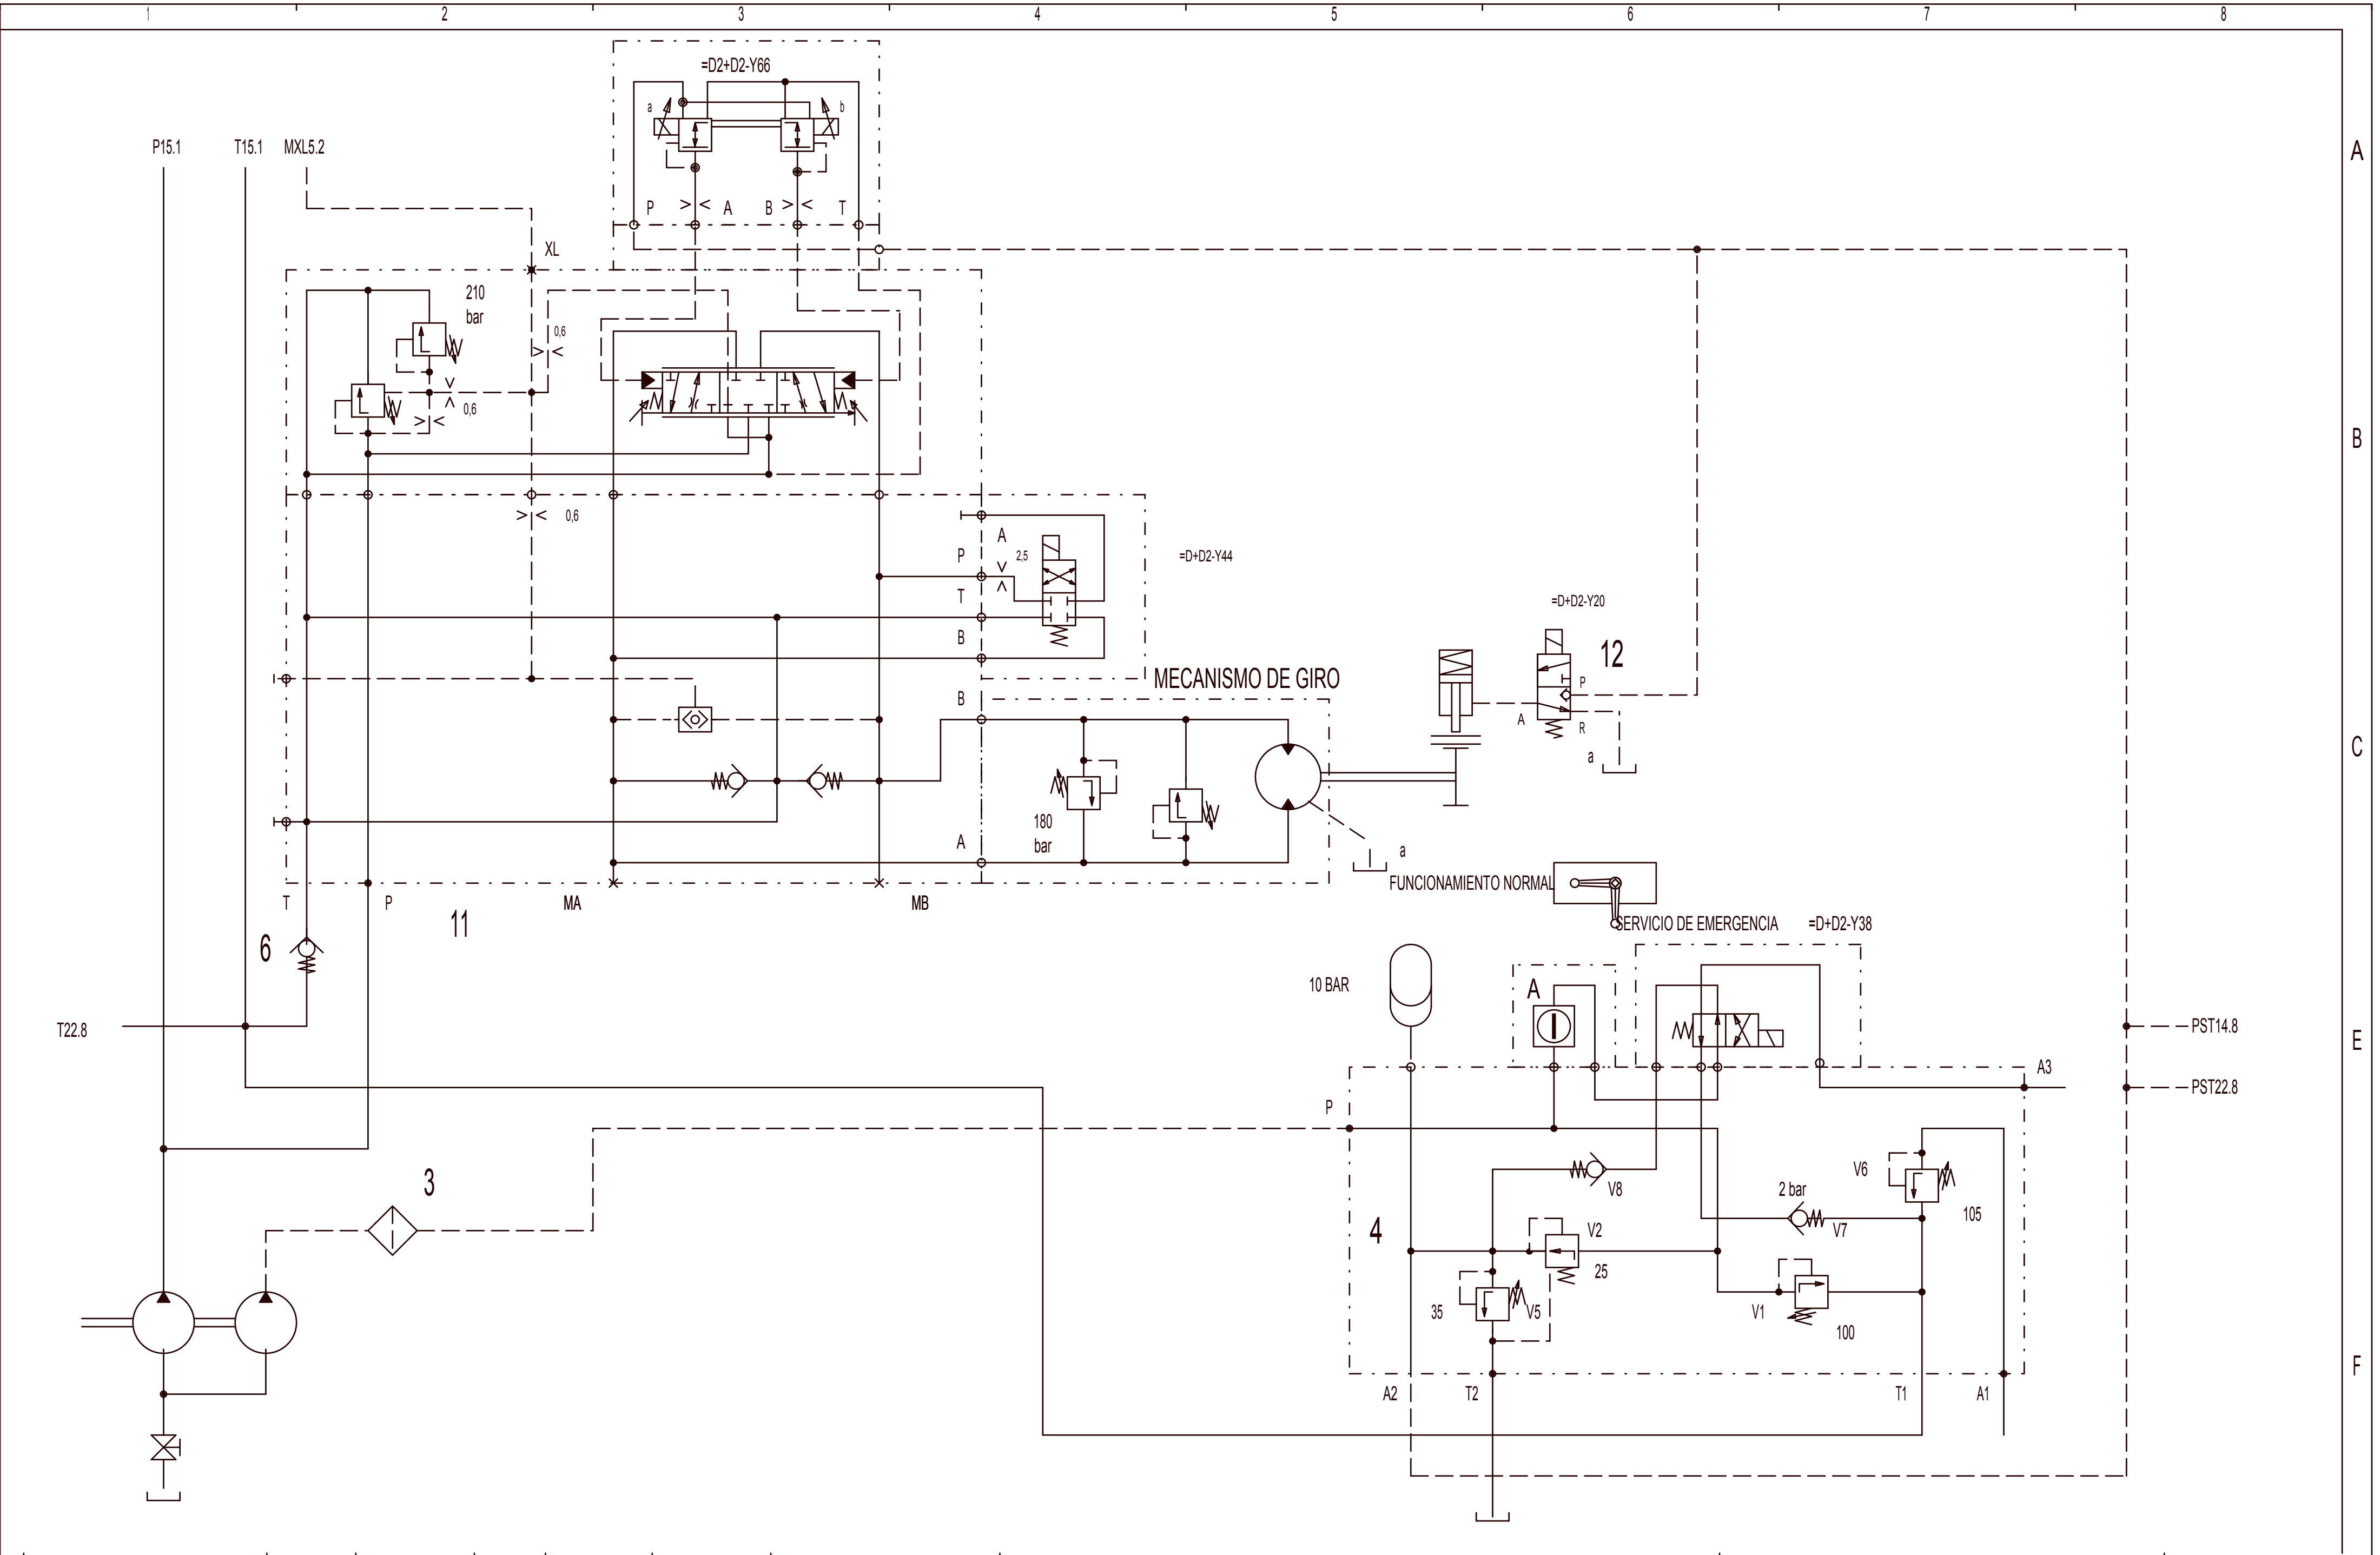 1 2 3 4 5 6 7 8
=D2+D2-Y66
a b
P15.1 T15.1 MXL5.2
A
P A B T
XL
210
bar
0,6
0,6
B
0,6
A
P 2,5 =D+D2-Y44
T
B
=D+D2-Y20
12
MECANISMO DE GIRO
P
B
A R
a
C
180
bar
A
a
FUNCIONAMIENTO NORMAL
T P MA MB
11
SERVICIO DE EMERGENCIA =D+D2-Y38
6
10 BAR
A
T22.8
PST14.8
E
A3
PST22.8
P
3
V6
V8 2 bar
105
4 V2 V7
25
35 V5 V1
100
F
A2 T2 T1 A1